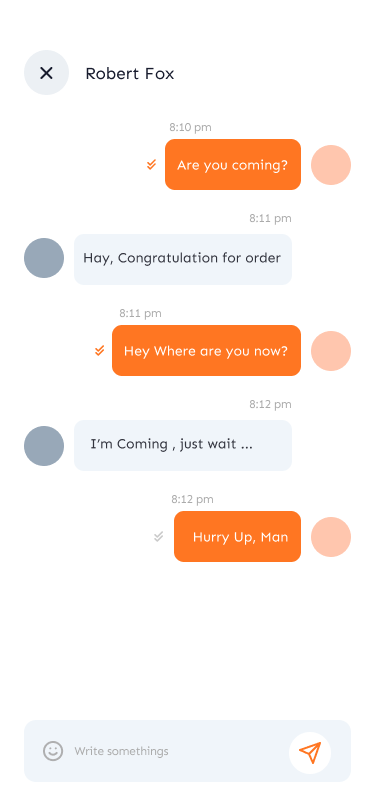 Robert Fox
8:10 pm
Are you coming?
8:11 pm
Hay, Congratulation for order
8:11 pm
Hey Where are you now?
8:12 pm
I'm Coming , just wait ...
8:12 pm
Hurry Up, Man
Write somethings